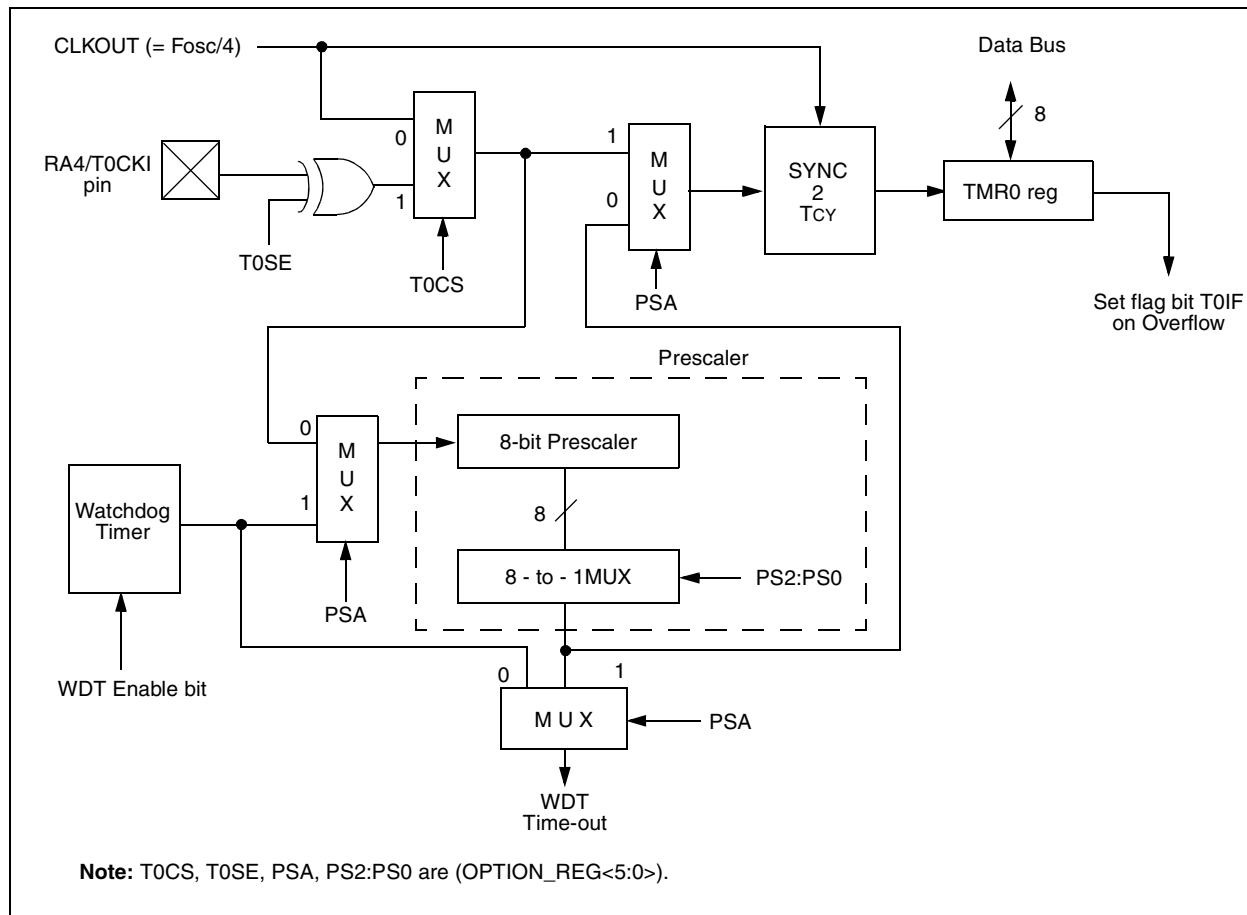 CLKOUT (= Fosc/4)
Data Bus
8
RA4/T0CKI
pin
T0SE
0
1
M
U
X
T0CS
1
0
M
U
X
PSA
SYNC
2
TCY
TMR0 reg
Set flag bit T0IF
on Overflow
Prescaler
Watchdog
Timer
WDT Enable bit
0
1
M
U
X
PSA
8-bit Prescaler
8
8 - to - 1MUX
PS2:PS0
0
1
M U X
PSA
WDT
Time-out
Note: T0CS, T0SE, PSA, PS2:PS0 are (OPTION_REG<5:0>).